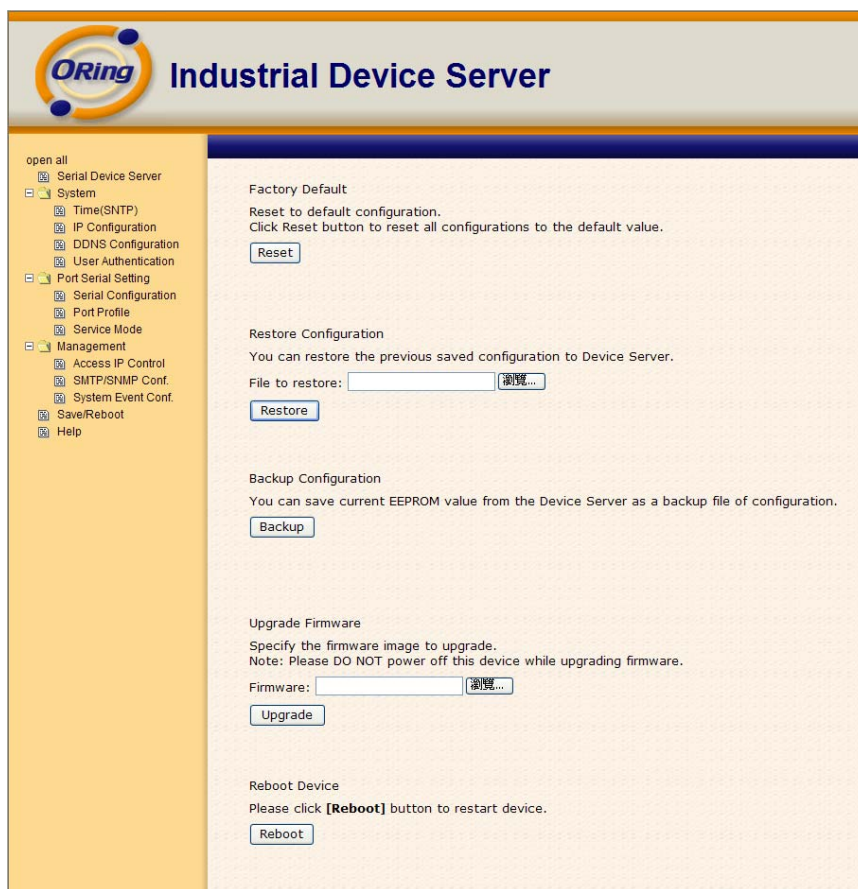 ORing
Industrial Device Server
open all
Serial Device Server
System
Time(SNTP)
IP Configuration
DDNS Configuration
User Authentication
Port Serial Setting
Serial Configuration
Port Profile
Service Mode
Management
Access IP Control
SMTP/SNMP Conf.
System Event Conf.
Save/Reboot
Help
Factory Default
Reset to default configuration.
Click Reset button to reset all configurations to the default value.
Reset
Restore Configuration
You can restore the previous saved configuration to Device Server.
File to restore: 瀏覽...
Restore
Backup Configuration
You can save current EEPROM value from the Device Server as a backup file of configuration.
Backup
Upgrade Firmware
Specify the firmware image to upgrade.
Note: Please DO NOT power off this device while upgrading firmware.
Firmware: 瀏覽...
Upgrade
Reboot Device
Please click [Reboot] button to restart device.
Reboot